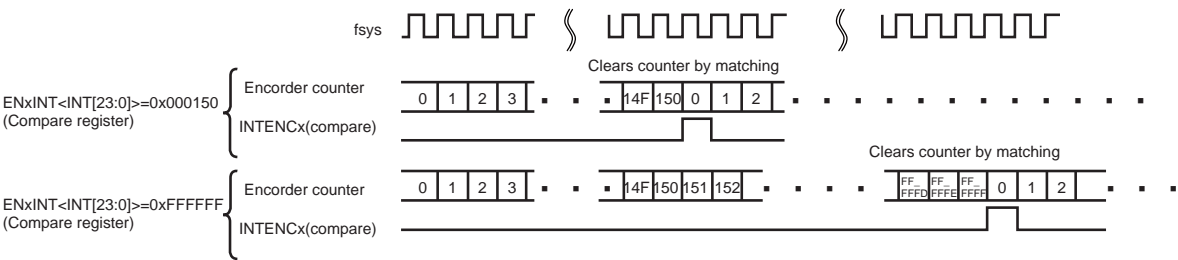 fsys
Clears counter by matching
ENxINT<INT[23:0]>=0x000150
(Compare register)
Encorder counter
0 1 2 3 14F 150 0 1 2
INTENCx(compare)
Clears counter by matching
ENxINT<INT[23:0]>=0xFFFFFF
(Compare register)
Encorder counter
0 1 2 3 14F 150 151 152 FF_ FFFD FF_ FFFE FF_ FFFF 0 1 2
INTENCx(compare)